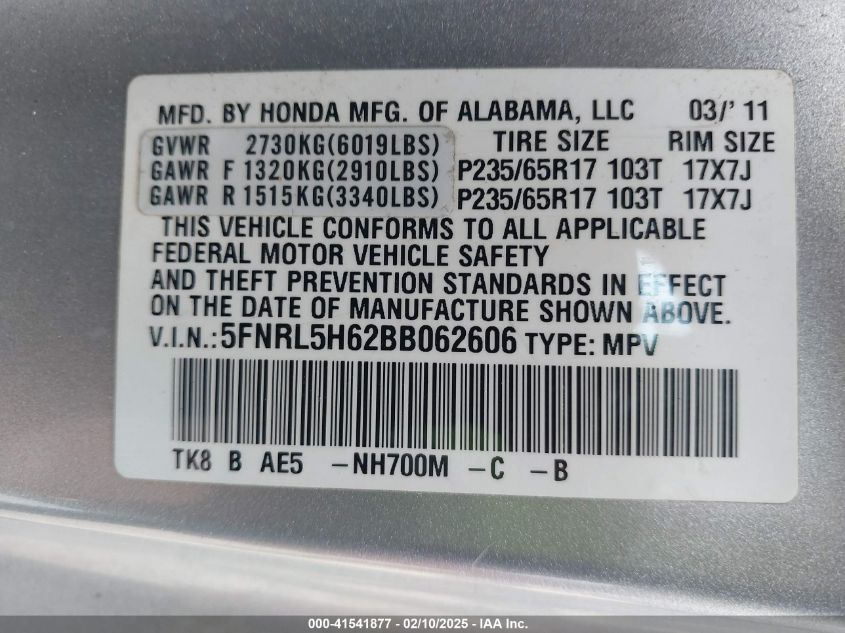 MFD. BY HONDA MFG. OF ALABAMA, LLC 03/' 11
GVWR 2730KG(6019LBS) TIRE SIZE RIM SIZE
GAWR F 1320KG(2910LBS) P235/65R17 103T 17X7J
GAWR R 1515KG(3340LBS) P235/65R17 103T 17X7J
THIS VEHICLE CONFORMS TO ALL APPLICABLE
FEDERAL MOTOR VEHICLE SAFETY
AND THEFT PREVENTION STANDARDS IN EFFECT
ON THE DATE OF MANUFACTURE SHOWN ABOVE.
V.I.N.:5FNRL5H62BB062606 TYPE: MPV
TK8 B AE5 -NH700M -C -B
000-41541877 - 02/10/2025 - IAA Inc.